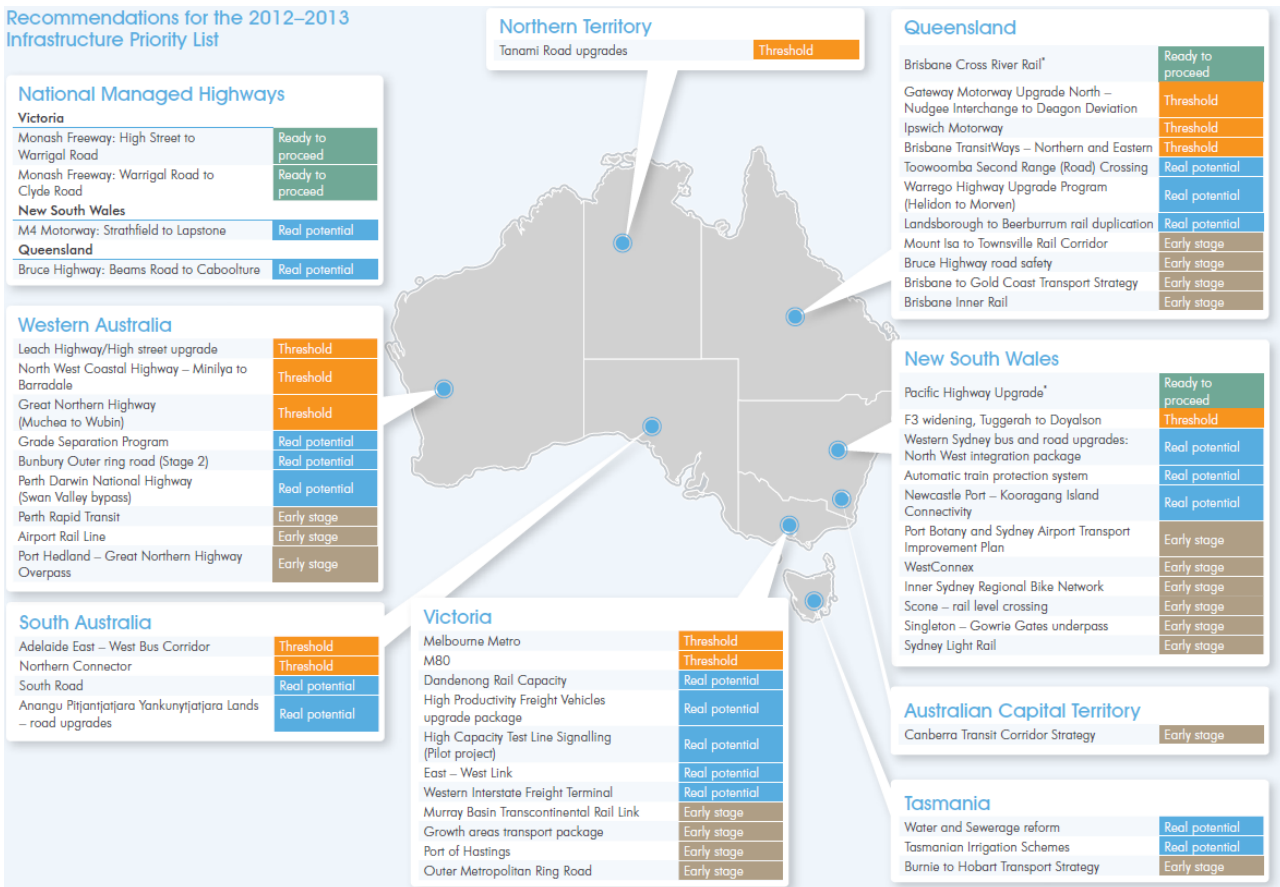 Recommendations for the 2012–2013
Infrastructure Priority List
National Managed Highways
Victoria
Monash Freeway: High Street to
Warrigal Road
Ready to
proceed
Monash Freeway: Warrigal Road to
Clyde Road
Ready to
proceed
New South Wales
M4 Motorway: Strathfield to Lapstone
Real potential
Queensland
Bruce Highway: Beams Road to Caboolture
Real potential
Western Australia
Leach Highway/High street upgrade
Threshold
North West Coastal Highway – Minilya to
Barradale
Threshold
Great Northern Highway
(Muchea to Wubin)
Threshold
Grade Separation Program
Real potential
Bunbury Outer ring road (Stage 2)
Real potential
Perth Darwin National Highway
(Swan Valley bypass)
Real potential
Perth Rapid Transit
Early stage
Airport Rail Line
Early stage
Port Hedland – Great Northern Highway
Overpass
Early stage
South Australia
Adelaide East – West Bus Corridor
Threshold
Northern Connector
Threshold
South Road
Real potential
Anangu Pitjantjatjara Yankunytjatjara Lands
– road upgrades
Real potential
Northern Territory
Tanami Road upgrades
Threshold
Victoria
Melbourne Metro
Threshold
M80
Threshold
Dandenong Rail Capacity
Real potential
High Productivity Freight Vehicles
upgrade package
Real potential
High Capacity Test Line Signalling
(Pilot project)
Real potential
East – West Link
Real potential
Western Interstate Freight Terminal
Real potential
Murray Basin Transcontinental Rail Link
Early stage
Growth areas transport package
Early stage
Port of Hastings
Early stage
Outer Metropolitan Ring Road
Early stage
Queensland
Brisbane Cross River Rail*
Ready to
proceed
Gateway Motorway Upgrade North –
Nudgee Interchange to Deagon Deviation
Threshold
Ipswich Motorway
Threshold
Brisbane TransitWays – Northern and Eastern
Threshold
Toowoomba Second Range (Road) Crossing
Real potential
Warrego Highway Upgrade Program
(Helidon to Morven)
Real potential
Landsborough to Beerburrum rail duplication
Real potential
Mount Isa to Townsville Rail Corridor
Early stage
Bruce Highway road safety
Early stage
Brisbane to Gold Coast Transport Strategy
Early stage
Brisbane Inner Rail
Early stage
New South Wales
Pacific Highway Upgrade*
Ready to
proceed
F3 widening, Tuggerah to Doyalson
Threshold
Western Sydney bus and road upgrades:
North West integration package
Real potential
Automatic train protection system
Real potential
Newcastle Port – Kooragang Island
Connectivity
Real potential
Port Botany and Sydney Airport Transport
Improvement Plan
Early stage
WestConnex
Early stage
Inner Sydney Regional Bike Network
Early stage
Scone – rail level crossing
Early stage
Singleton – Gowrie Gates underpass
Early stage
Sydney Light Rail
Early stage
Australian Capital Territory
Canberra Transit Corridor Strategy
Early stage
Tasmania
Water and Sewerage reform
Real potential
Tasmanian Irrigation Schemes
Real potential
Burnie to Hobart Transport Strategy
Early stage